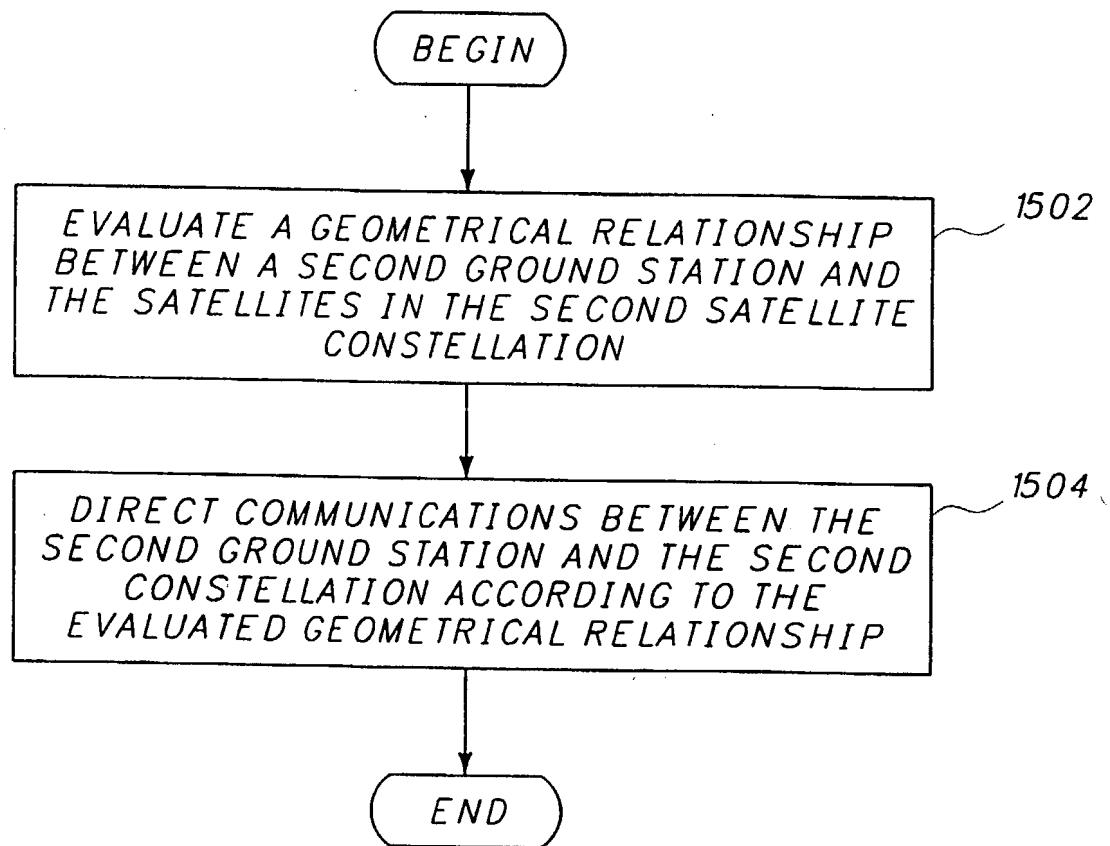 BEGIN
EVALUATE A GEOMETRICAL RELATIONSHIP
BETWEEN A SECOND GROUND STATION AND
THE SATELLITES IN THE SECOND SATELLITE
CONSTELLATION
1502
DIRECT COMMUNICATIONS BETWEEN THE
SECOND GROUND STATION AND THE SECOND
CONSTELLATION ACCORDING TO THE
EVALUATED GEOMETRICAL RELATIONSHIP
1504
END